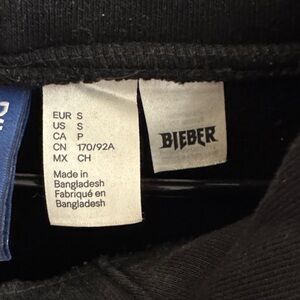 EUR S
US S
CA P
CN 170/92A
MX CH
Made in
Bangladesh
Fabriqué en
Bangladesh
BIEBER